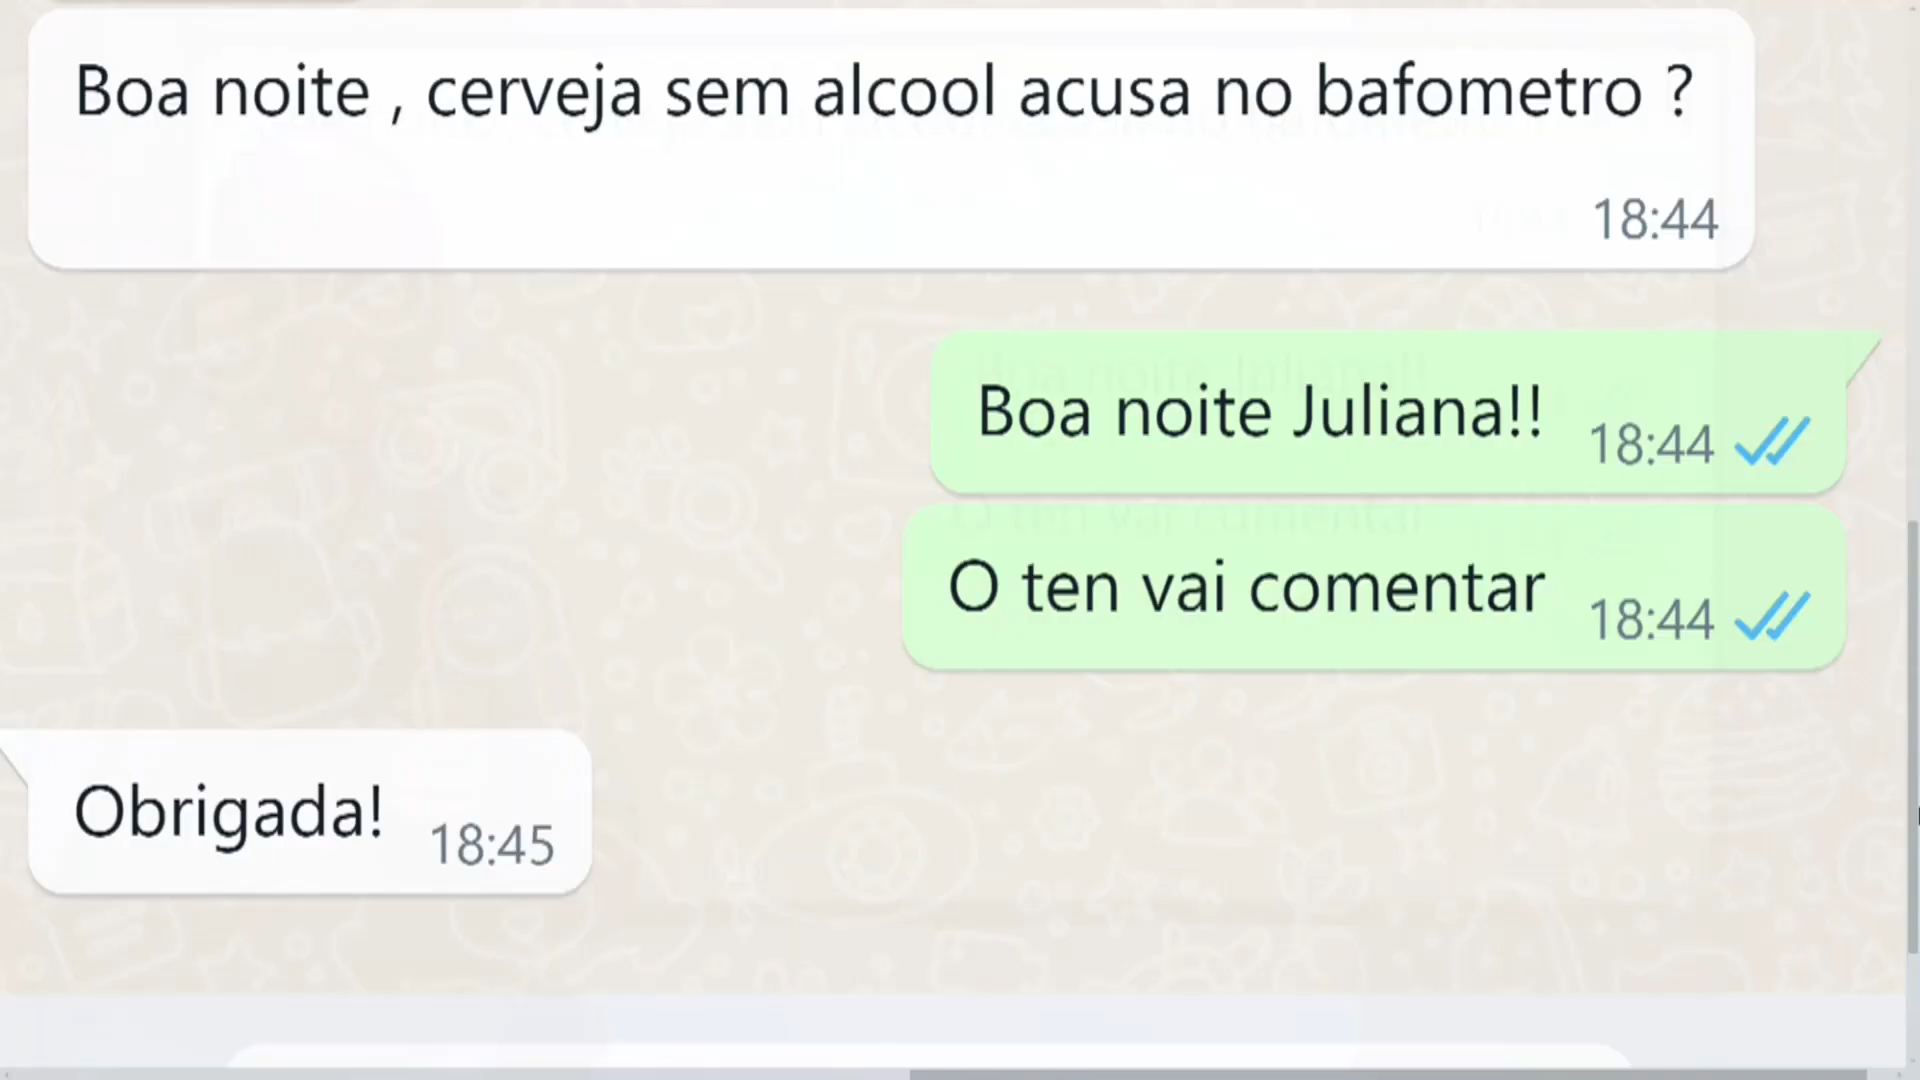 Boa noite , cerveja sem alcool acusa no bafometro ?
18:44
Boa noite Juliana!! 18:44
O ten vai comentar 18:44
Obrigada! 18:45